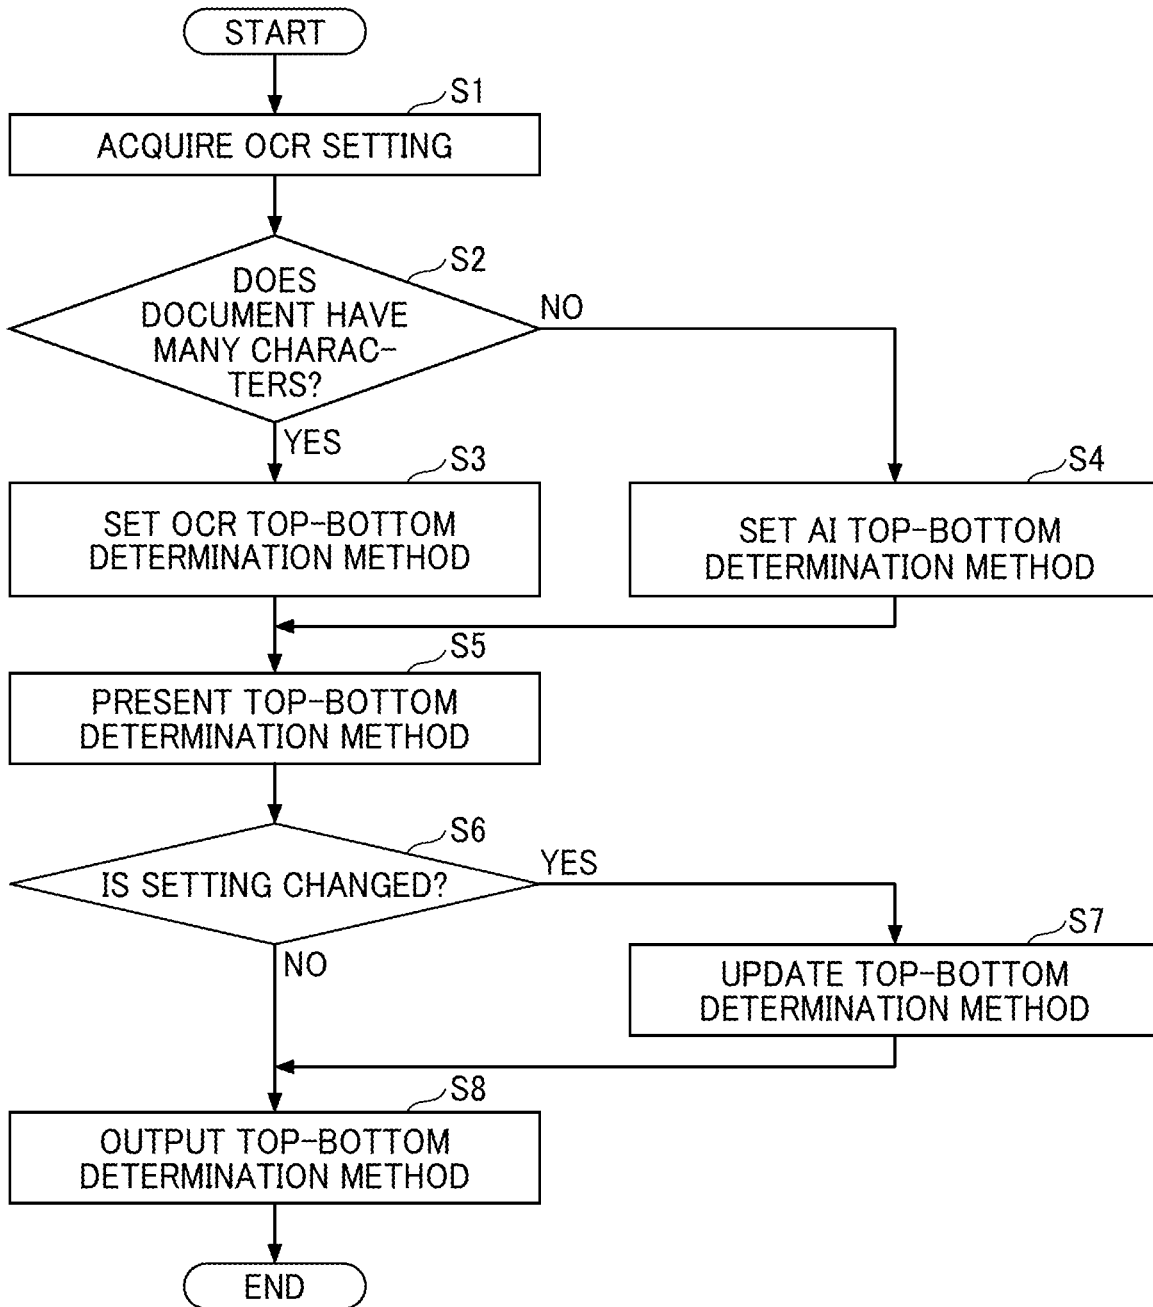 START
S1
ACQUIRE OCR SETTING
S2
DOES
DOCUMENT HAVE
MANY CHARAC-
TERS?
NO
YES
S3
SET OCR TOP-BOTTOM
DETERMINATION METHOD
S4
SET AI TOP-BOTTOM
DETERMINATION METHOD
S5
PRESENT TOP-BOTTOM
DETERMINATION METHOD
S6
IS SETTING CHANGED?
YES
NO
S7
UPDATE TOP-BOTTOM
DETERMINATION METHOD
S8
OUTPUT TOP-BOTTOM
DETERMINATION METHOD
END